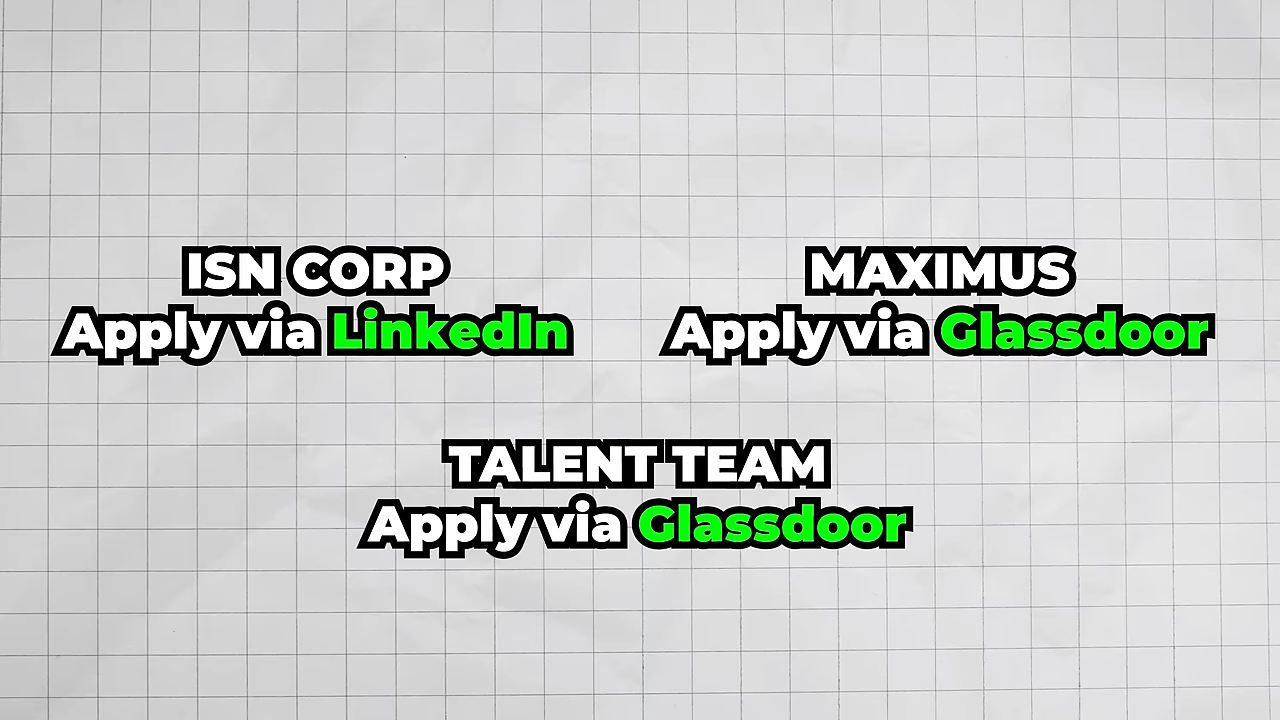 ISN CORP
Apply via LinkedIn
MAXIMUS
Apply via Glassdoor
TALENT TEAM
Apply via Glassdoor